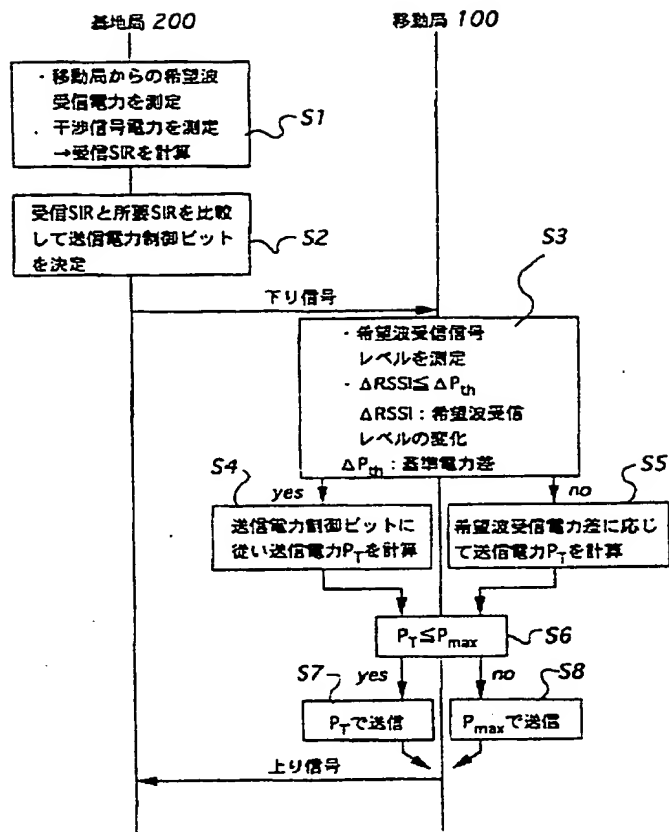 基地局 200
移動局 100
・移動局からの希望波
受信電力を測定
. 干渉信号電力を測定
→受信SIRを計算
S1
受信SIRと所要SIRを比較
して送信電力制御ビット
を決定
S2
下り信号
S3
・希望波受信信号
レベルを測定
・ΔRSSI≦ΔPth
ΔRSSI:希望波受信
レベルの変化
ΔPth:基準電力差
S4
yes
no
S5
送信電力制御ビットに
従い送信電力PTを計算
希望波受信電力差に応じ
て送信電力PTを計算
PT≦Pmax
S6
S7
yes
no
S8
PTで送信
Pmaxで送信
上り信号